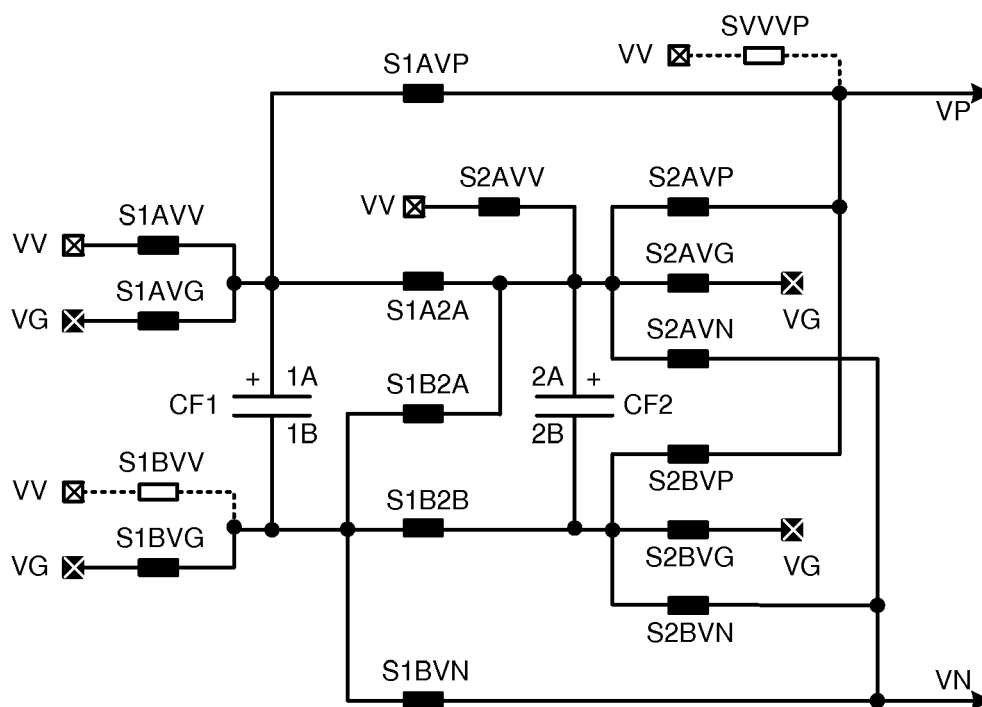 SVVVP
VV
S1AVP
VP
S2AVV
S2AVP
VV
S1AVV
VV
S2AVG
S1AVG
VG
S1A2A
VG
S2AVN
+ 1A
S1B2A
2A +
CF1
CF2
1B
2B
S1BVV
S2BVP
VV
S1B2B
S1BVG
S2BVG
VG
VG
S2BVN
S1BVN
VN